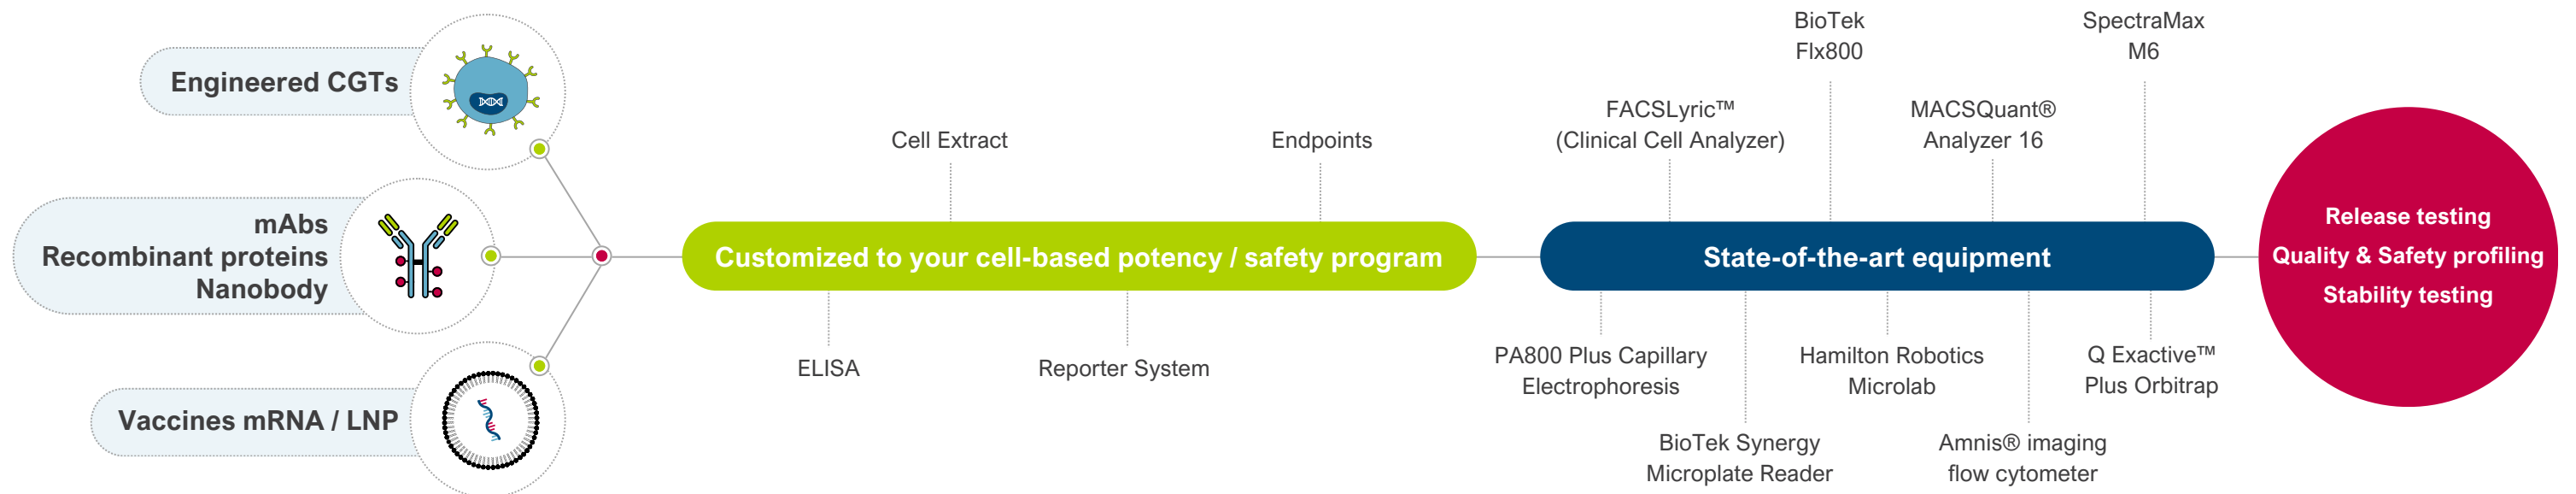 Engineered CGTs
mAbs
Recombinant proteins
Nanobody
Vaccines mRNA / LNP
Cell Extract
Endpoints
Customized to your cell-based potency / safety program
ELISA
Reporter System
FACSLyric™
(Clinical Cell Analyzer)
BioTek
Flx800
MACSQuant®
Analyzer 16
SpectraMax
M6
State-of-the-art equipment
PA800 Plus Capillary
Electrophoresis
BioTek Synergy
Microplate Reader
Hamilton Robotics
Microlab
Amnis® imaging
flow cytometer
Q Exactive™
Plus Orbitrap
Release testing
Quality & Safety profiling
Stability testing